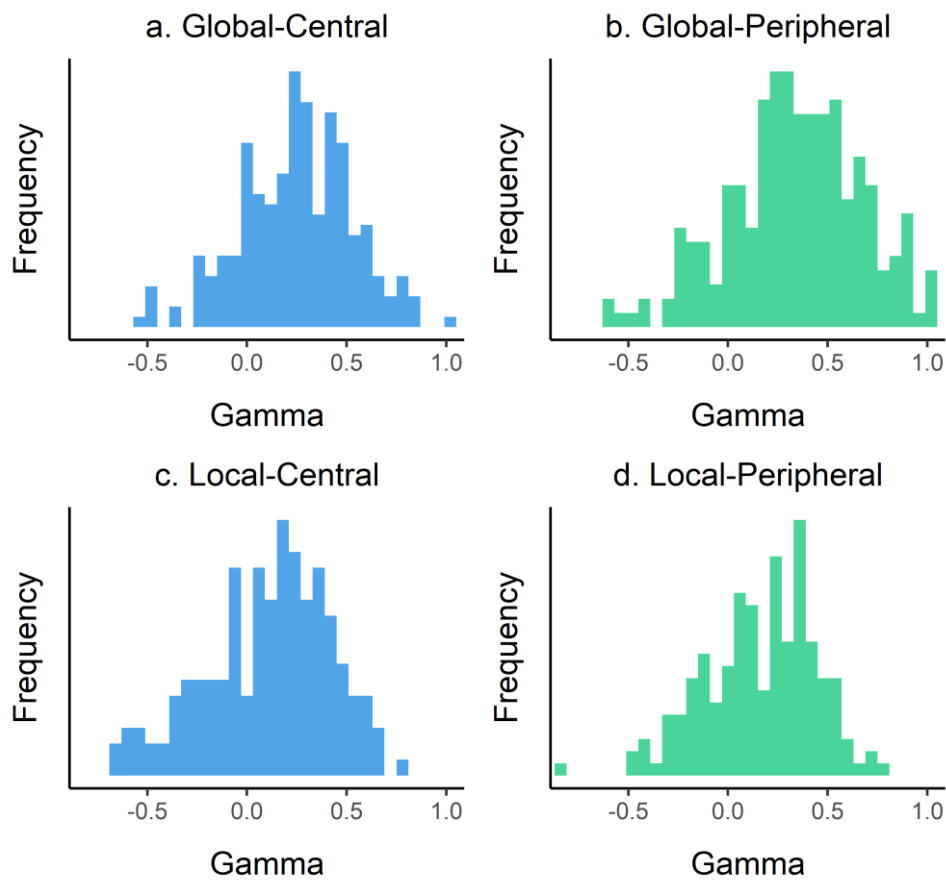 a. Global-Central
Frequency
-0.5 0.0 0.5 1.0
Gamma
b. Global-Peripheral
Frequency
-0.5 0.0 0.5 1.0
Gamma
c. Local-Central
Frequency
-0.5 0.0 0.5 1.0
Gamma
d. Local-Peripheral
Frequency
-0.5 0.0 0.5 1.0
Gamma